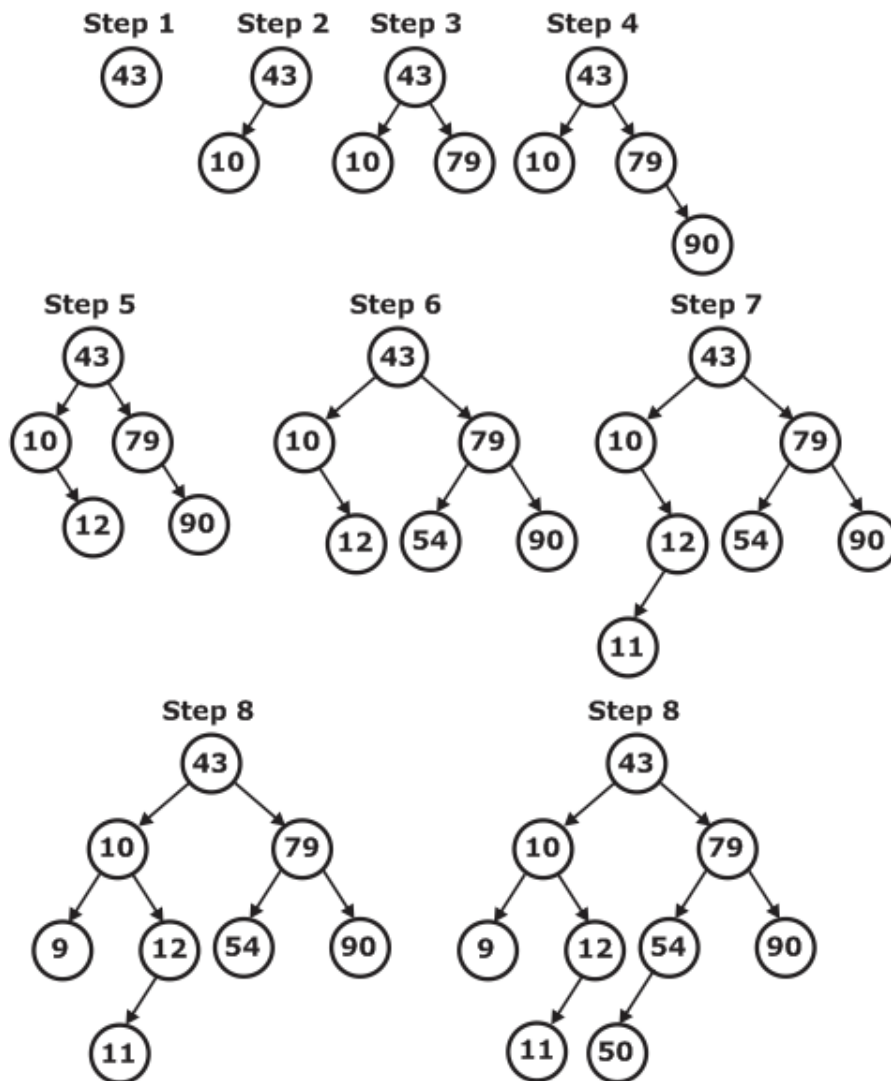 Step 1 Step 2 Step 3 Step 4
43 43 43 43
10 10 79 10 79
90
Step 5 Step 6 Step 7
43 43 43
10 79 10 79 10 79
12 90 12 54 90 12 54 90
11
Step 8 Step 8
43 43
10 79 10 79
9 12 54 90 9 12 54 90
11 11 50